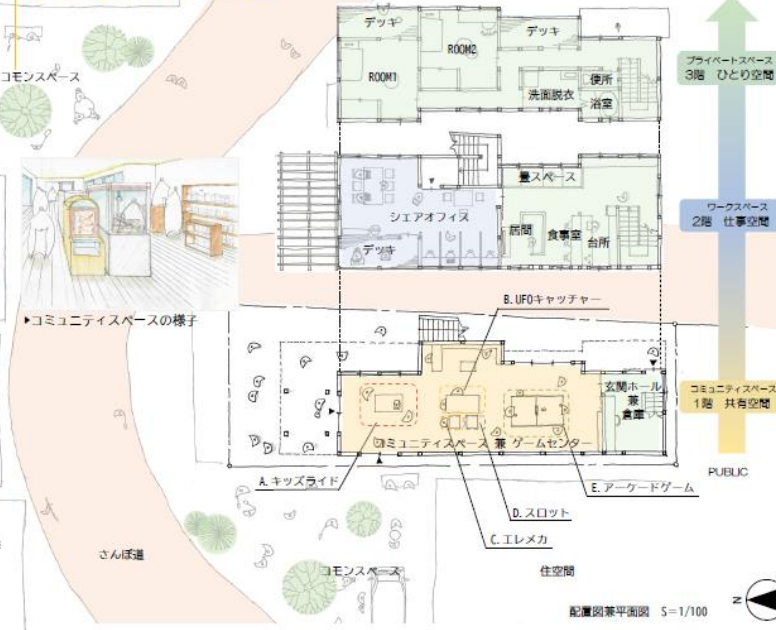 デッキ
ROOM2
デッキ
ROOM1
便所
洗面脱衣
浴室
プライベートスペース
3階 ひとり空間
コモンスペース
畳スペース
シェアオフィス
居間
食事室
台所
デッキ
ワークスペース
2階 仕事空間
▶コミュニティスペースの様子
B.UFOキャッチャー
玄関ホール
兼
倉庫
コミュニティスペース 兼 ゲームセンター
コミュニティスペース
1階 共有空間
PUBLIC
A.キッズライド
E.アーケードゲーム
D.スロット
C.エレメカ
さんぽ道
コモンスペース
住空間
配置図兼平面図 S=1/100
N